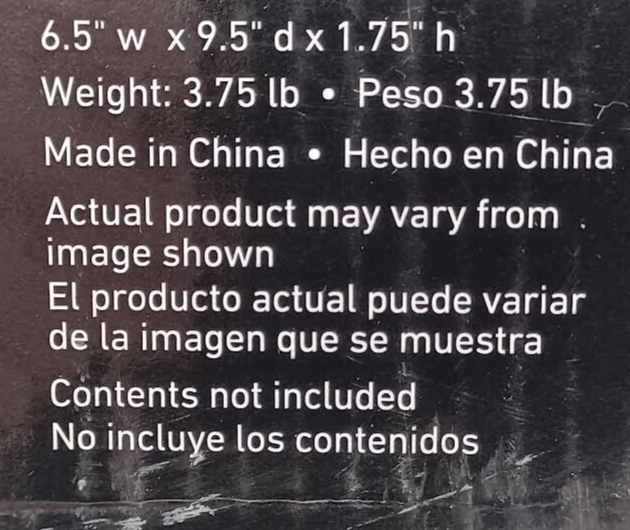 6.5" w x 9.5" d x 1.75" h
Weight: 3.75 lb • Peso 3.75 lb
Made in China • Hecho en China
Actual product may vary from
image shown
El producto actual puede variar
de la imagen que se muestra
Contents not included
No incluye los contenidos